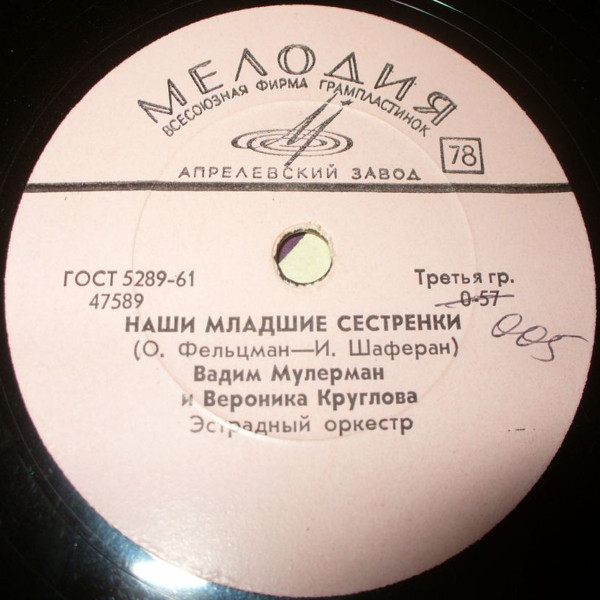 МЕЛОДИЯ
ВСЕСОЮЗНАЯ ФИРМА ГРАМПЛАСТИНОК
78
АПРЕЛЕВСКИЙ ЗАВОД
ГОСТ 5289-61 Третья гр.
47589 0-57
005
НАШИ МЛАДШИЕ СЕСТРЕНКИ
(О. Фельцман—И. Шаферан)
Вадим Мулерман
и Вероника Круглова
Эстрадный оркестр